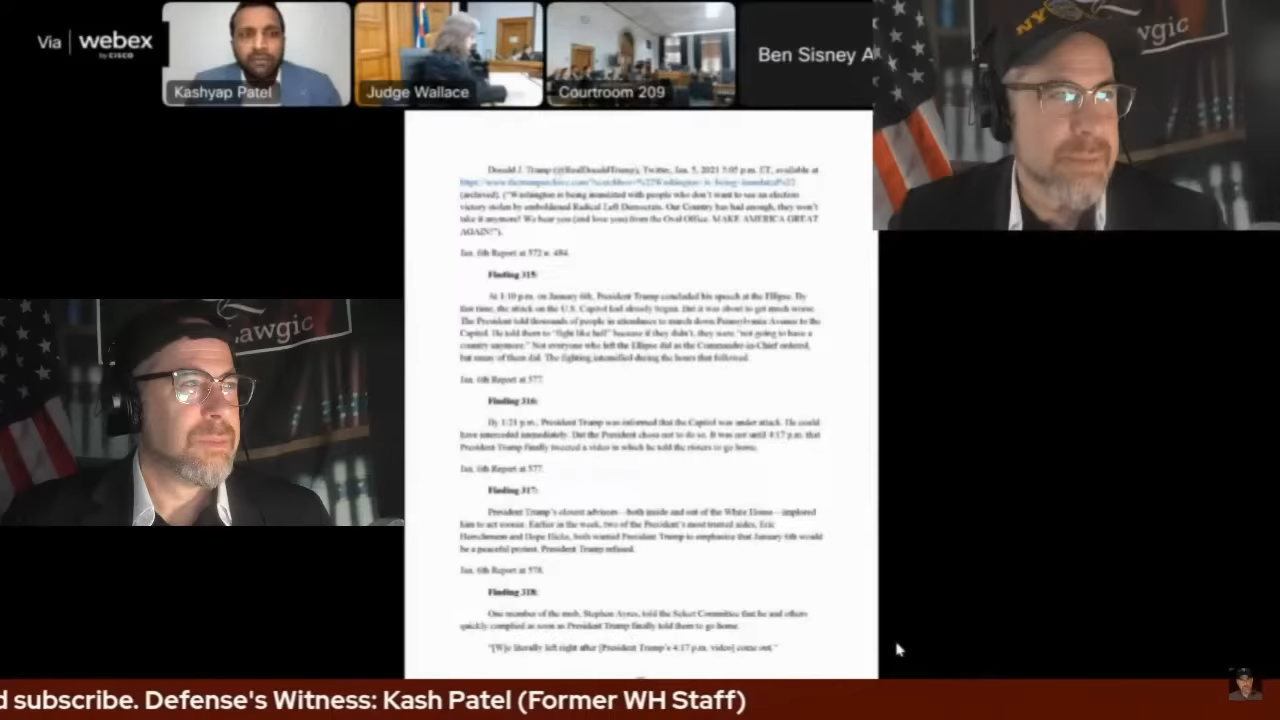 Via webex
by CISCO
Kashyap Patel
Judge Wallace
Courtroom 209
Ben Sisney A
NY
wgic
Lawgic
Donald J. Trump (@RealDonaldTrump), Twitter, Jan. 5, 2021 5:05 p.m. ET, available at
(archived). ("Washington is being inundated with people who don't want to see an election
victory stolen by emboldened Radical Left Democrats. Our Country has had enough, they won't
take it anymore! We hear you (and love you) from the Oval Office. MAKE AMERICA GREAT
AGAIN!").
Jan. 6th Report at 572 n. 484.
Finding 315:
At 1:10 p.m. on January 6th, President Trump concluded his speech at the Ellipse. By
that time, the attack on the U.S. Capitol had already begun. But it was about to get much worse.
The President told thousands of people in attendance to march down Pennsylvania Avenue to the
Capitol. He told them to "fight like hell" because if they didn't, they were "not going to have a
country anymore." Not everyone who left the Ellipse did as the Commander-in-Chief ordered,
but many of them did. The fighting intensified during the hours that followed.
Jan. 6th Report at 577.
Finding 316:
By 1:21 p.m., President Trump was informed that the Capitol was under attack. He could
have interceded immediately. But the President chose not to do so. It was not until 4:17 p.m. that
President Trump finally tweeted a video in which he told the rioters to go home.
Jan. 6th Report at 577.
Finding 317:
President Trump's closest advisors—both inside and out of the White House—implored
him to act sooner. Earlier in the week, two of the President's most trusted aides, Eric
Herschmann and Hope Hicks, both wanted President Trump to emphasize that January 6th would
be a peaceful protest. President Trump refused.
Jan. 6th Report at 578.
Finding 318:
One member of the mob, Stephen Ayres, told the Select Committee that he and others
quickly complied as soon as President Trump finally told them to go home.
"[W]e literally left right after [President Trump's 4:17 p.m. video] come out."
d subscribe. Defense's Witness: Kash Patel (Former WH Staff)